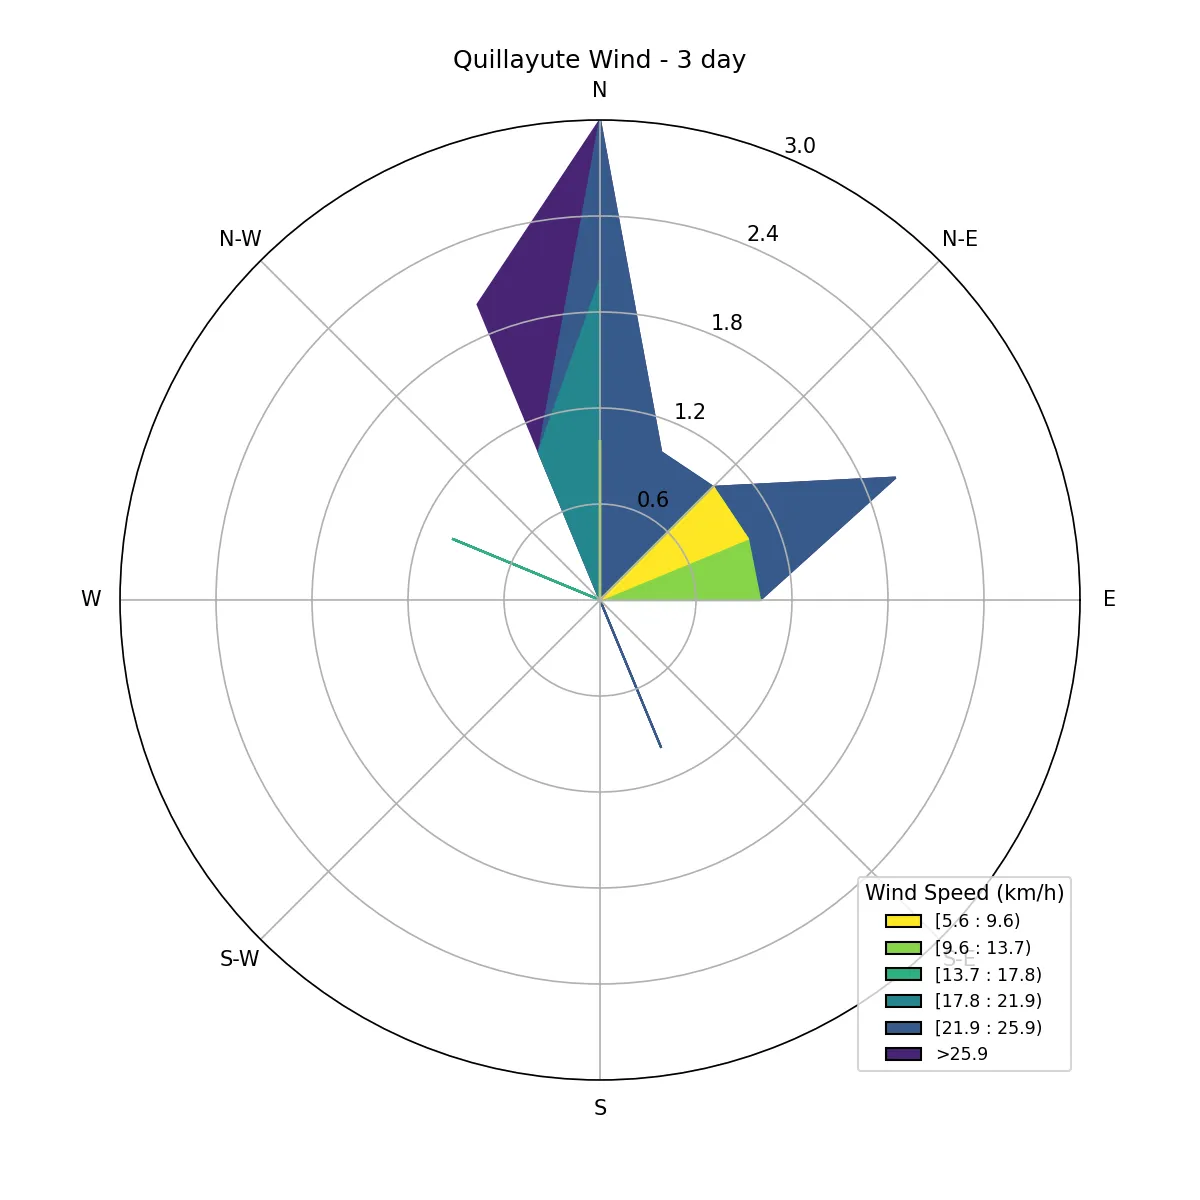 Quillayute Wind - 3 day
N
3.0
N-W
2.4
N-E
1.8
1.2
0.6
W
E
S-W
S-E
S
Wind Speed (km/h)
[5.6 : 9.6)
[9.6 : 13.7)
[13.7 : 17.8)
[17.8 : 21.9)
[21.9 : 25.9)
>25.9